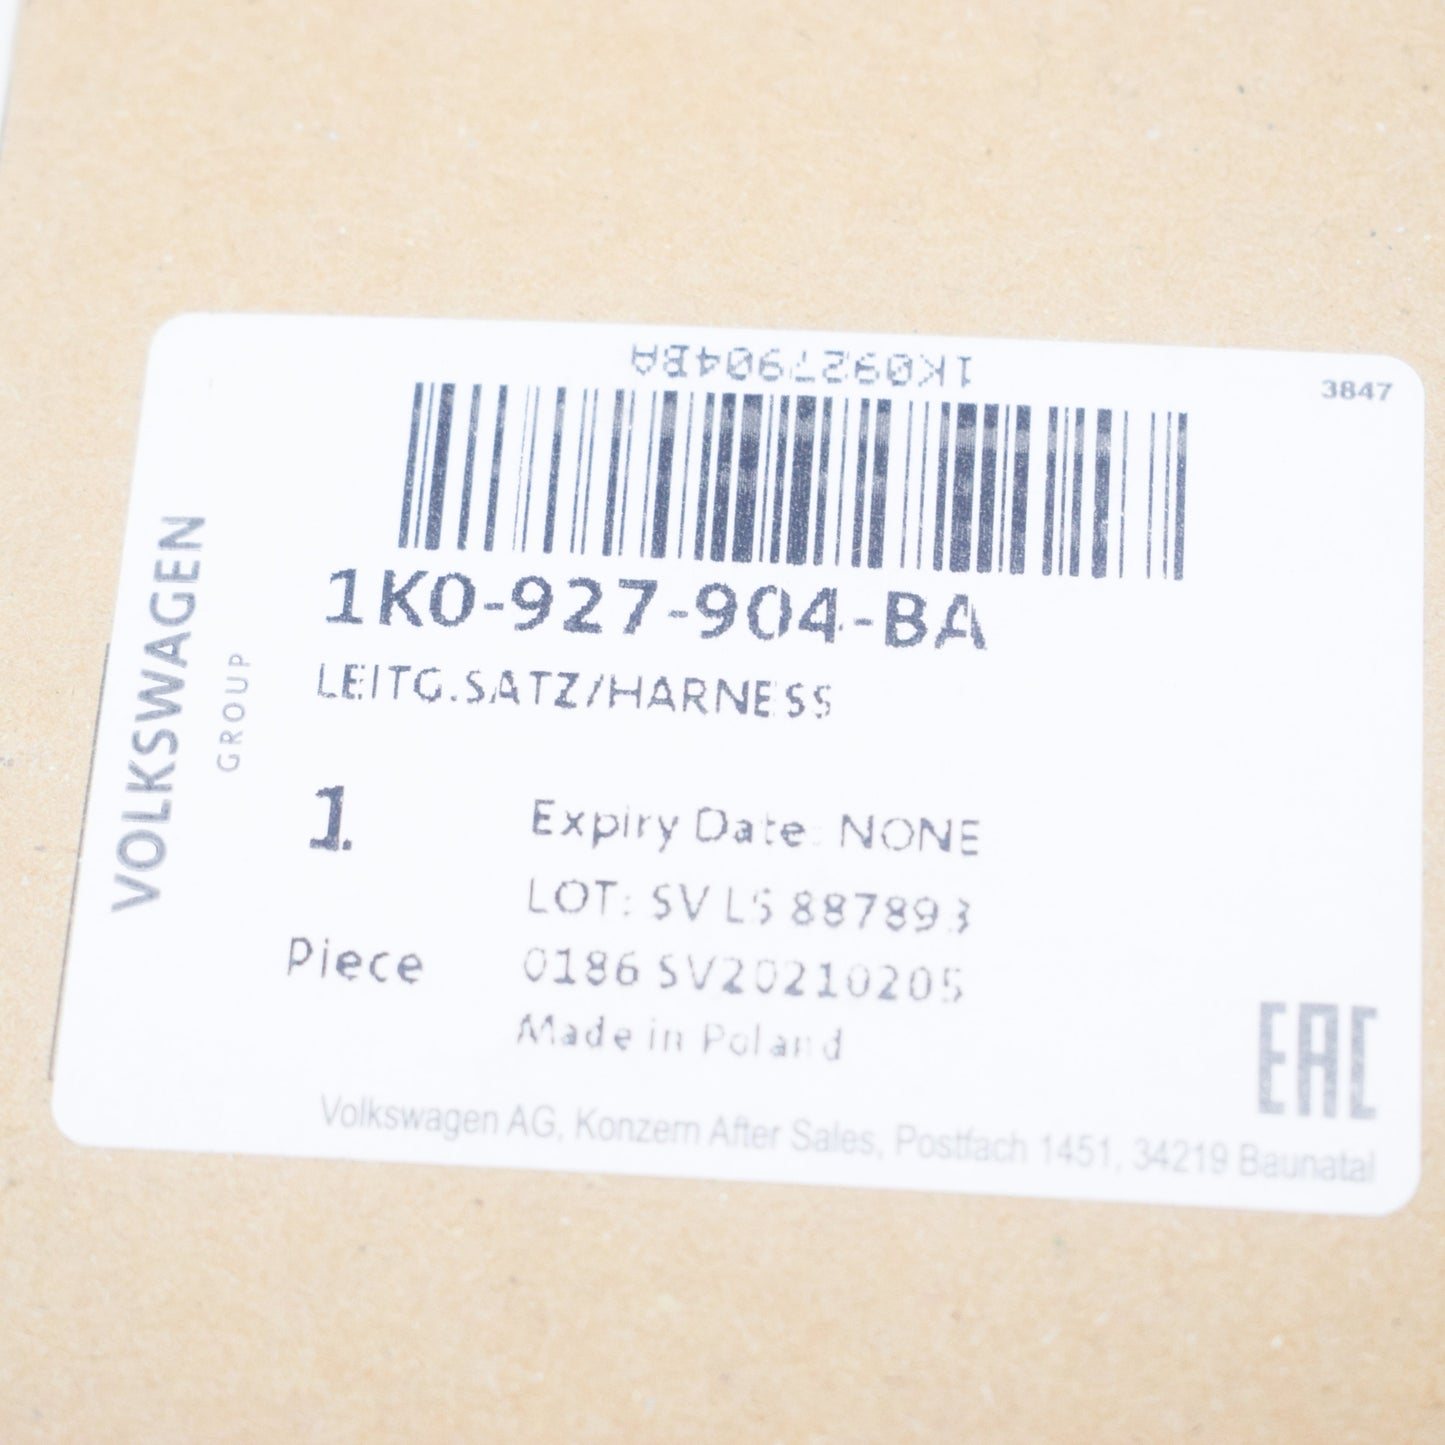 1K0927904BA
3847
VOLKSWAGEN
GROUP
1K0-927-904-BA
LEITG.SATZ/HARNESS
1
Expiry Date: NONE
LOT: SV LS 887893
Piece
0186 SV20210205
Made in Poland
EAC
Volkswagen AG, Konzern After Sales, Postfach 1451, 34219 Baunatal